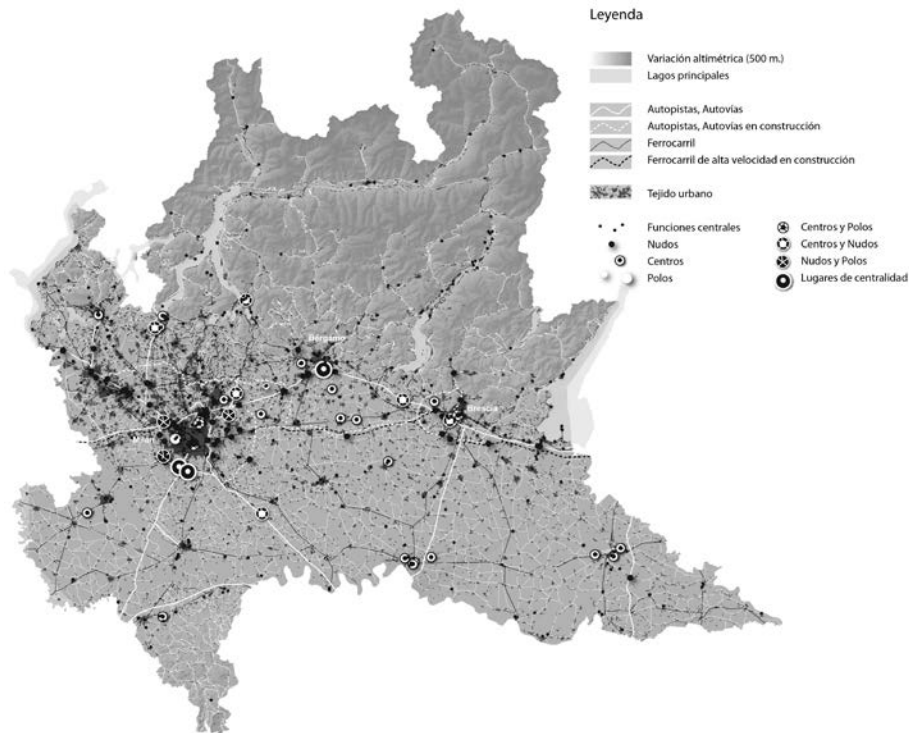 Leyenda
Variación altimétrica (500 m.)
Lagos principales
Autopistas, Autovías
Autopistas, Autovías en construcción
Ferrocarril
Ferrocarril de alta velocidad en construcción
Tejido urbano
Funciones centrales
Nudos
Centros
Polos
Centros y Polos
Centros y Nudos
Nudos y Polos
Lugares de centralidad
Bérgamo
Brescia